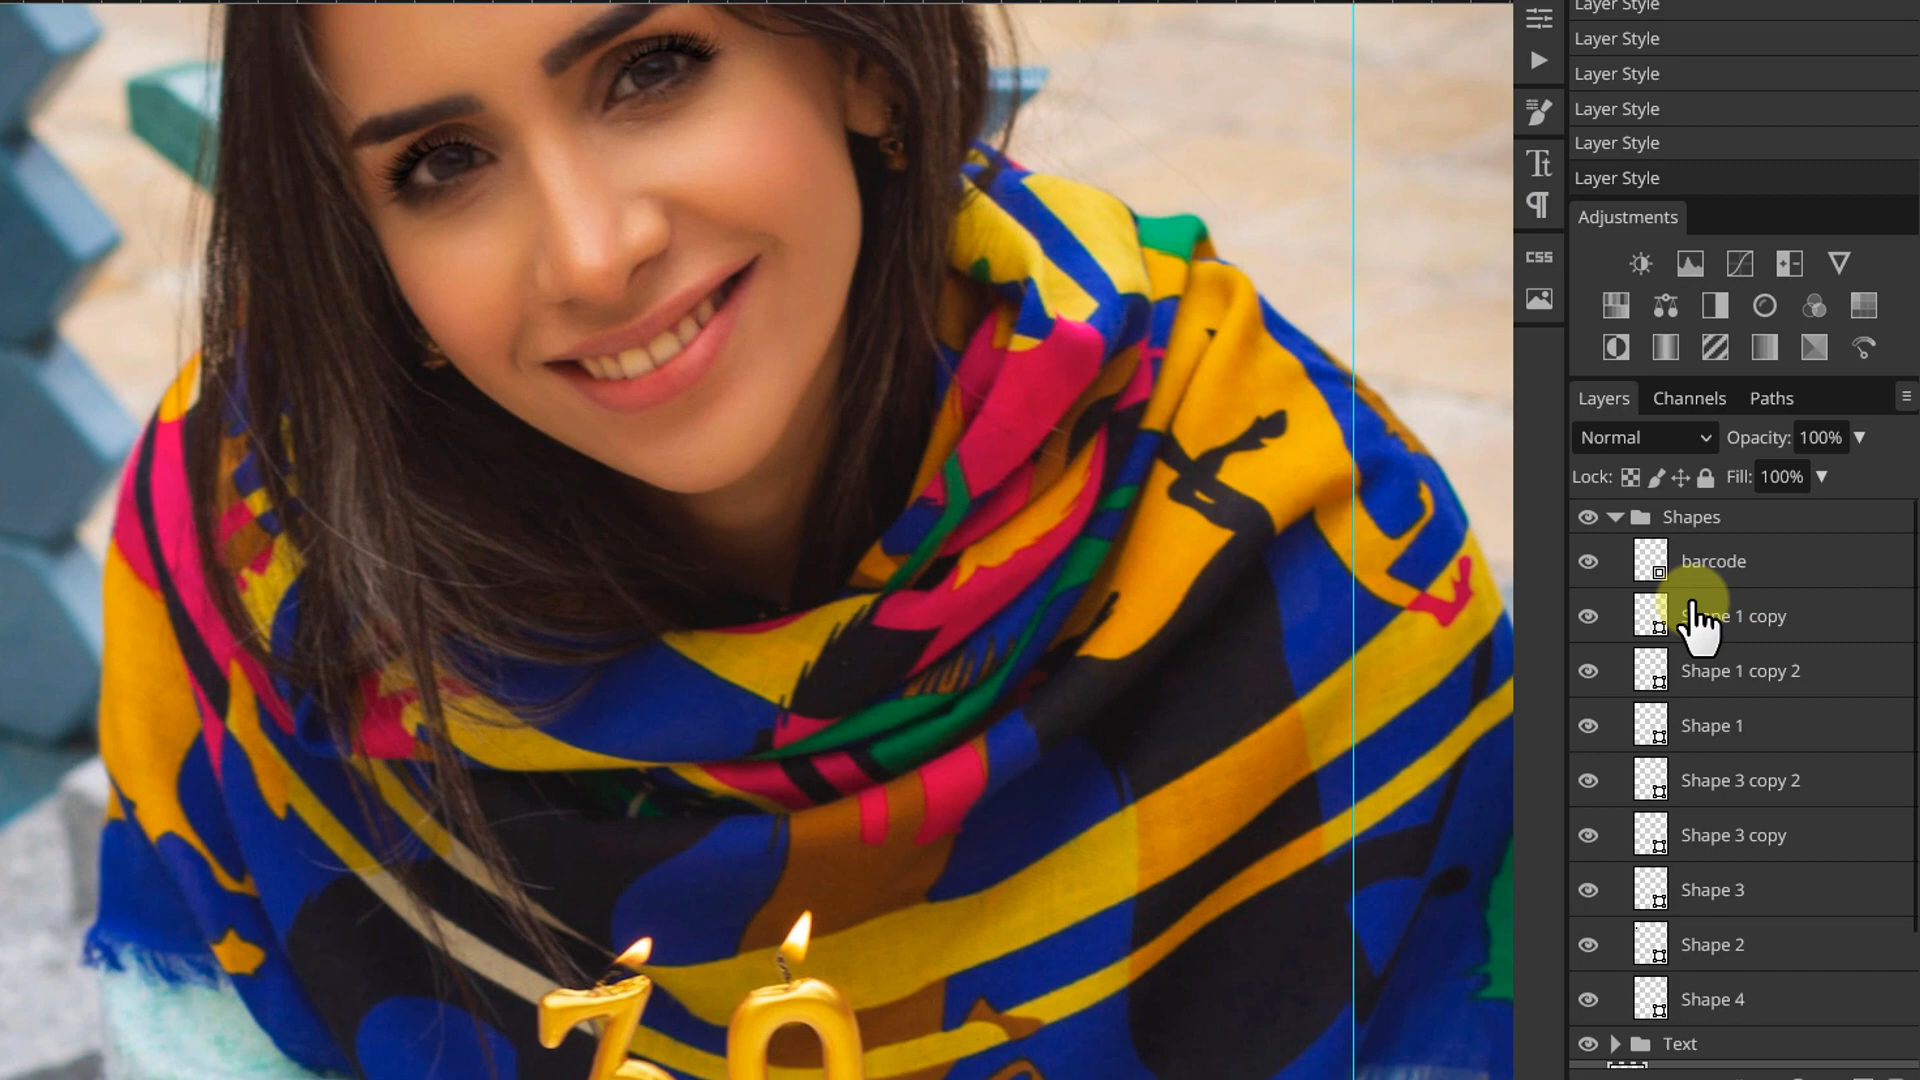 Layer Style
Layer Style
Layer Style
Layer Style
Layer Style
Layer Style
Adjustments
Tt
CSS
Layers Channels Paths
Normal Opacity: 100%
Lock: Fill: 100%
Shapes
barcode
1 copy
Shape 1 copy 2
Shape 1
Shape 3 copy 2
Shape 3 copy
Shape 3
Shape 2
Shape 4
Text
30